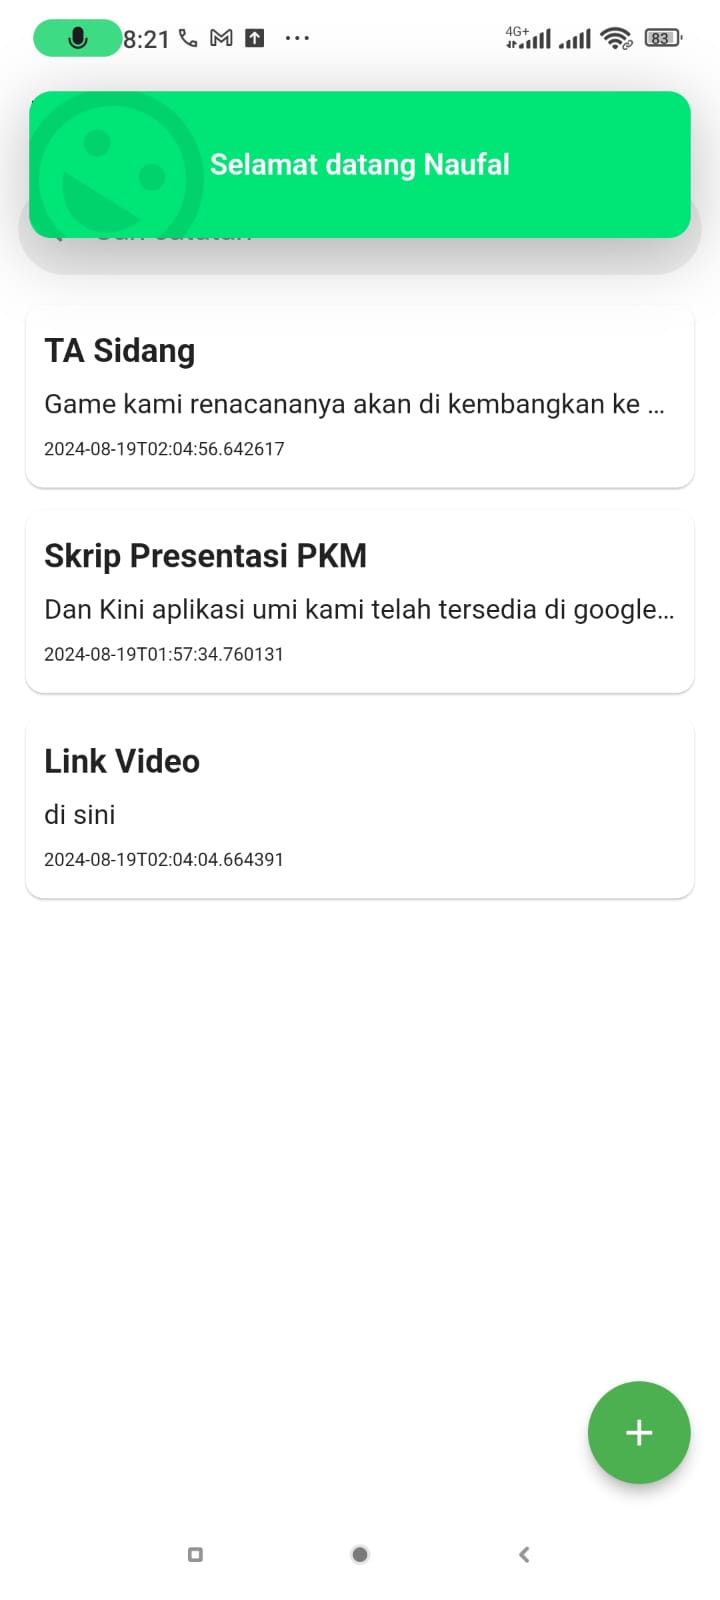 8:21
4G+
83
Selamat datang Naufal
TA Sidang
Game kami renacananya akan di kembangkan ke ...
2024-08-19T02:04:56.642617
Skrip Presentasi PKM
Dan Kini aplikasi umi kami telah tersedia di google...
2024-08-19T01:57:34.760131
Link Video
di sini
2024-08-19T02:04:04.664391